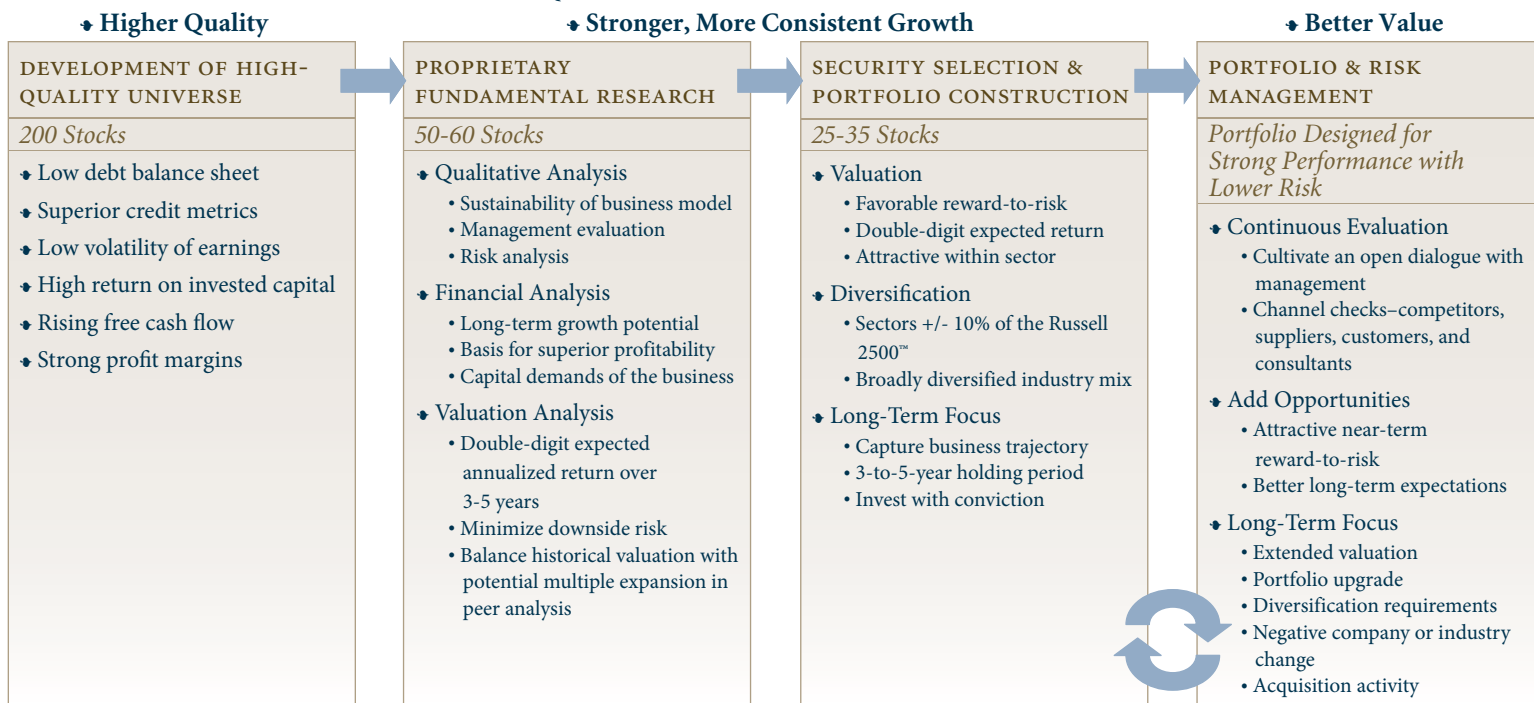 Higher Quality
Stronger, More Consistent Growth
Better Value
DEVELOPMENT OF HIGH-
QUALITY UNIVERSE
200 Stocks
Low debt balance sheet
Superior credit metrics
Low volatility of earnings
High return on invested capital
Rising free cash flow
Strong profit margins
PROPRIETARY
FUNDAMENTAL RESEARCH
50-60 Stocks
Qualitative Analysis
• Sustainability of business model
• Management evaluation
• Risk analysis
Financial Analysis
• Long-term growth potential
• Basis for superior profitability
• Capital demands of the business
Valuation Analysis
• Double-digit expected
annualized return over
3-5 years
• Minimize downside risk
• Balance historical valuation with
potential multiple expansion in
peer analysis
SECURITY SELECTION &
PORTFOLIO CONSTRUCTION
25-35 Stocks
Valuation
• Favorable reward-to-risk
• Double-digit expected return
• Attractive within sector
Diversification
• Sectors +/- 10% of the Russell
2500™
• Broadly diversified industry mix
Long-Term Focus
• Capture business trajectory
• 3-to-5-year holding period
• Invest with conviction
PORTFOLIO & RISK
MANAGEMENT
Portfolio Designed for
Strong Performance with
Lower Risk
Continuous Evaluation
• Cultivate an open dialogue with
management
• Channel checks–competitors,
suppliers, customers, and
consultants
Add Opportunities
• Attractive near-term
reward-to-risk
• Better long-term expectations
Long-Term Focus
• Extended valuation
• Portfolio upgrade
• Diversification requirements
• Negative company or industry
change
• Acquisition activity